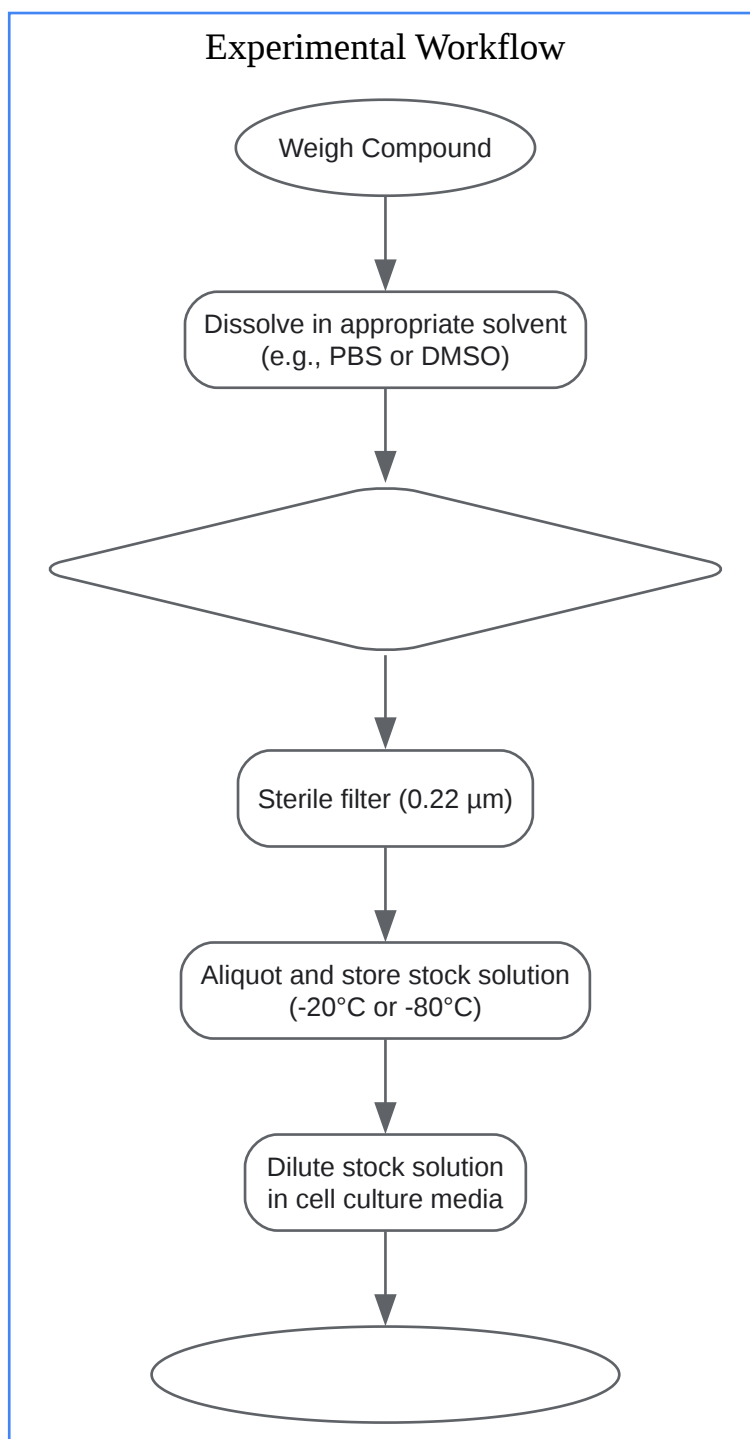 Experimental Workflow
Weigh Compound
Dissolve in appropriate solvent
(e.g., PBS or DMSO)
Sterile filter (0.22 µm)
Aliquot and store stock solution
(-20°C or -80°C)
Dilute stock solution
in cell culture media